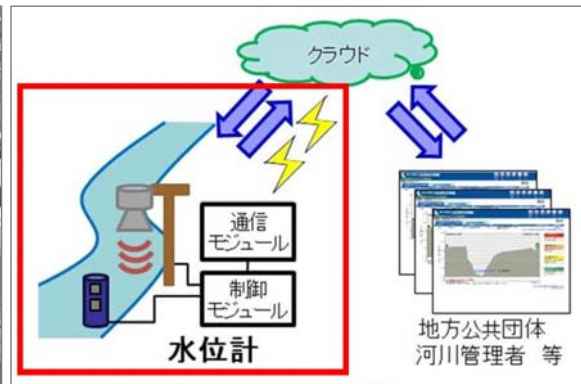 クラウド
通信
モジュール
制御
モジュール
水位計
地方公共団体
河川管理者 等